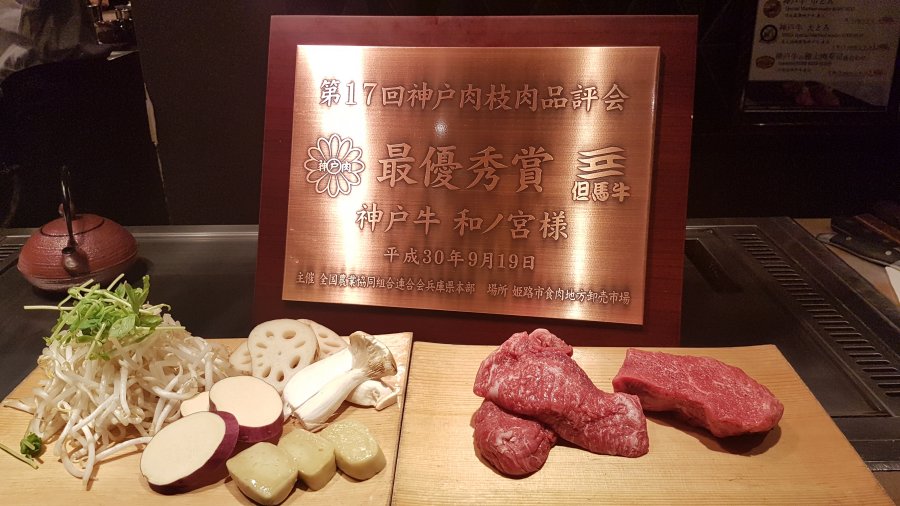 第17回神戸肉枝肉品評会
神戸肉
最優秀賞
但馬牛
神戸牛 和ノ宮様
平成30年9月19日
主催 全国農業協同組合連合会兵庫県本部 場所 姫路市食肉地方卸売市場